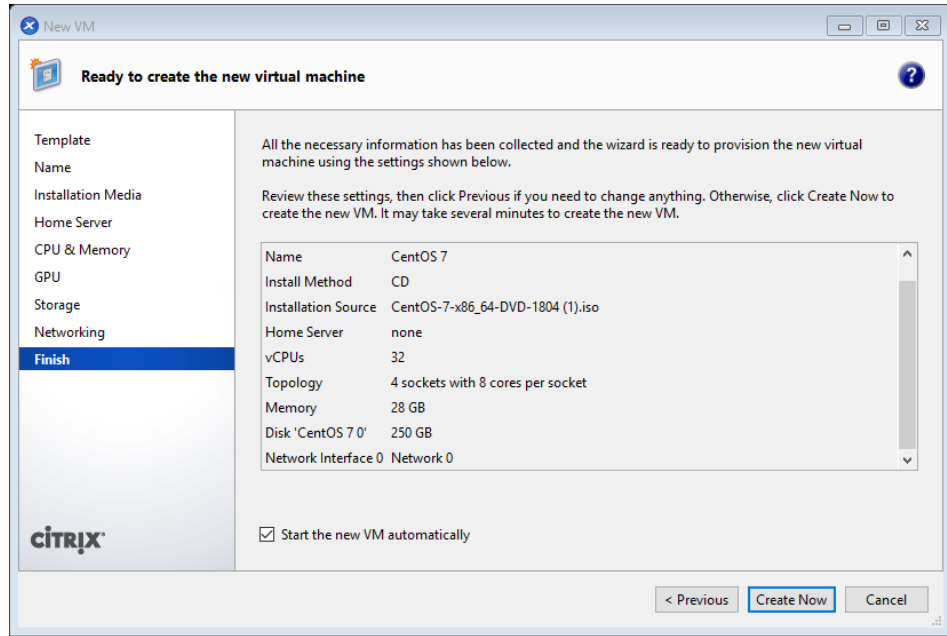 New VM
Ready to create the new virtual machine
?
Template
Name
Installation Media
Home Server
CPU & Memory
GPU
Storage
Networking
Finish
CİTRIX
All the necessary information has been collected and the wizard is ready to provision the new virtual
machine using the settings shown below.
Review these settings, then click Previous if you need to change anything. Otherwise, click Create Now to
create the new VM. It may take several minutes to create the new VM.
Name CentOS 7
Install Method CD
Installation Source CentOS-7-x86_64-DVD-1804 (1).iso
Home Server none
vCPUs 32
Topology 4 sockets with 8 cores per socket
Memory 28 GB
Disk 'CentOS 7 0' 250 GB
Network Interface 0 Network 0
Start the new VM automatically
< Previous Create Now Cancel